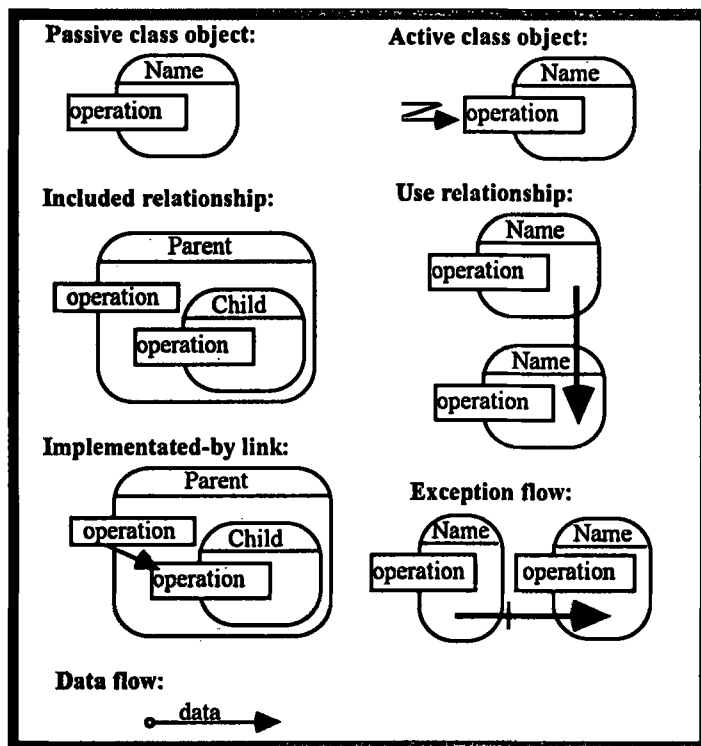 Passive class object:
Name
operation
Active class object:
Name
operation
Included relationship:
Parent
operation
Child
operation
Use relationship:
Name
operation
Name
operation
Implementated-by link:
Parent
operation
Child
operation
Exception flow:
Name
operation
Name
operation
Data flow:
data